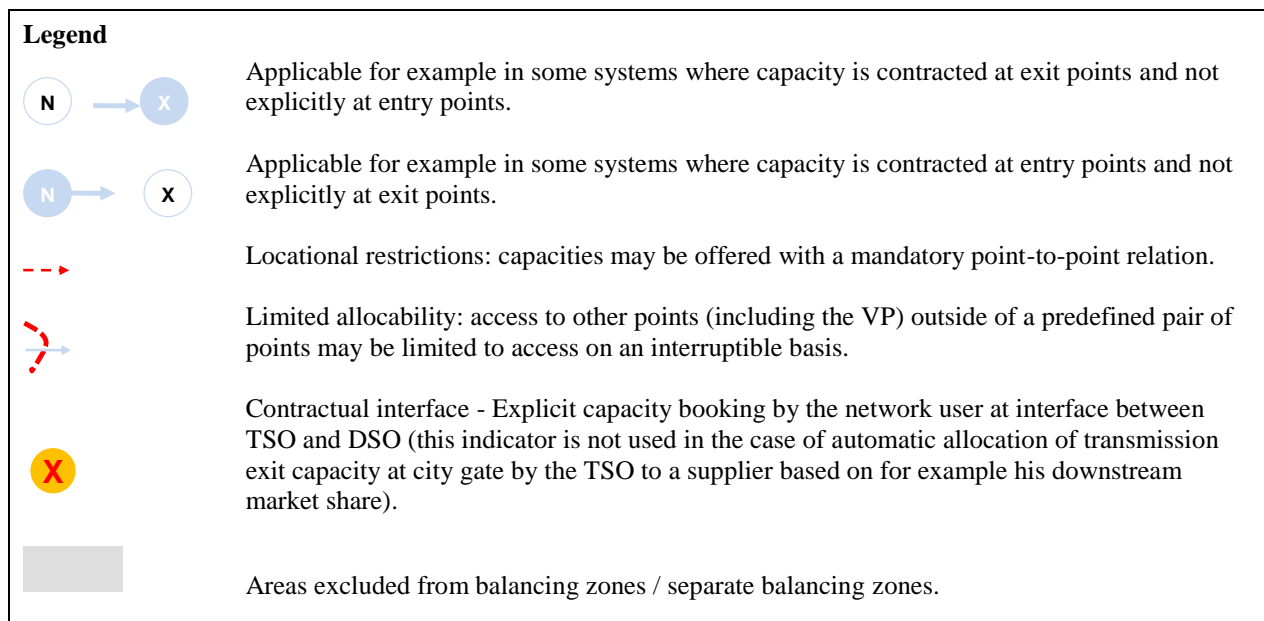 Legend
N X
Applicable for example in some systems where capacity is contracted at exit points and not
explicitly at entry points.
N X
Applicable for example in some systems where capacity is contracted at entry points and not
explicitly at exit points.
Locational restrictions: capacities may be offered with a mandatory point-to-point relation.
Limited allocability: access to other points (including the VP) outside of a predefined pair of
points may be limited to access on an interruptible basis.
X
Contractual interface - Explicit capacity booking by the network user at interface between
TSO and DSO (this indicator is not used in the case of automatic allocation of transmission
exit capacity at city gate by the TSO to a supplier based on for example his downstream
market share).
Areas excluded from balancing zones / separate balancing zones.